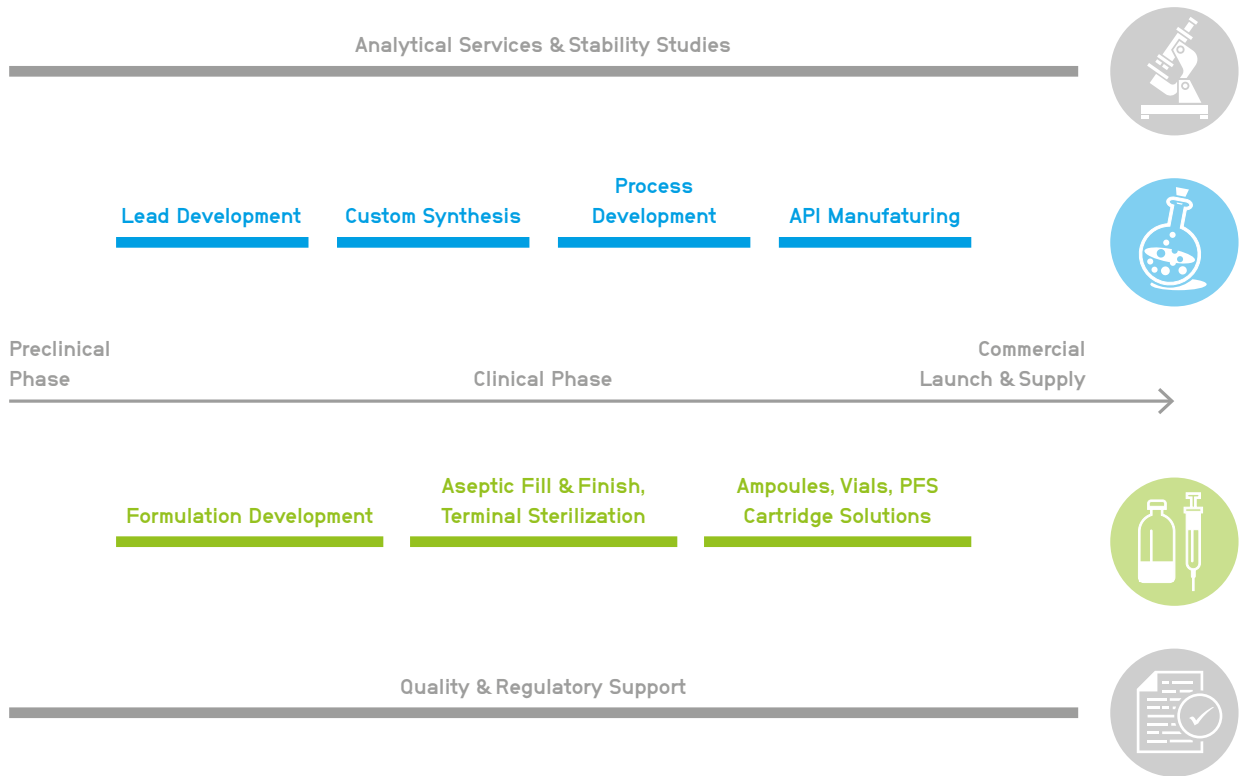 Analytical Services & Stability Studies
Process
Lead Development
Custom Synthesis
Development
API Manufaturing
Preclinical
Phase
Clinical Phase
Commercial
Launch & Supply
Formulation Development
Aseptic Fill & Finish,
Terminal Sterilization
Ampoules, Vials, PFS
Cartridge Solutions
Quality & Regulatory Support